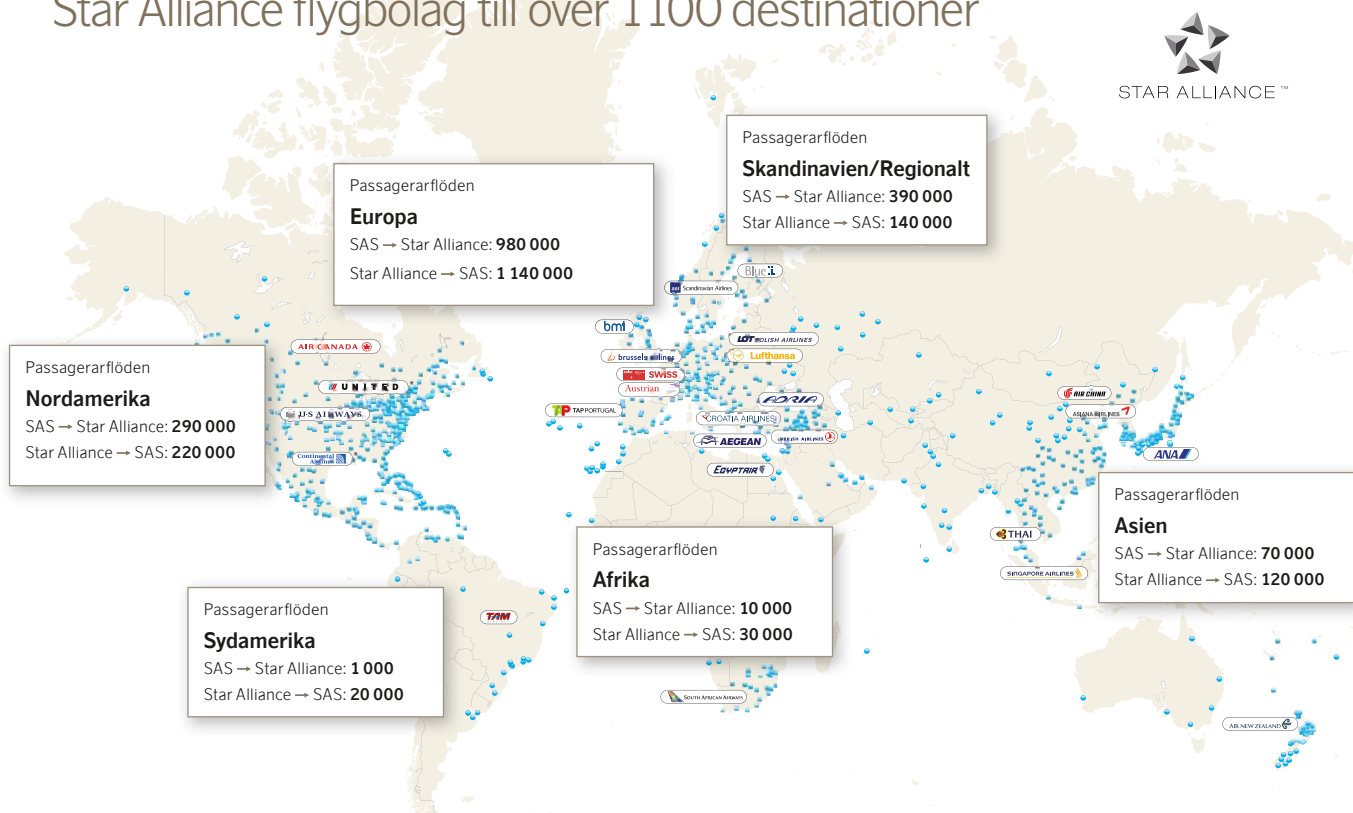 Star Alliance flygbolag till över 1100 destinationer
STAR ALLIANCE™
Passagerarflöden
Skandinavien/Regionalt
SAS → Star Alliance: 390 000
Star Alliance → SAS: 140 000
Passagerarflöden
Europa
SAS → Star Alliance: 980 000
Star Alliance → SAS: 1 140 000
Blue1
SAS Scandinavian Airlines
bmi
LOT POLISH AIRLINES
brussels airlines
Lufthansa
SWISS
Austrian
ADRIA
TAP TAP PORTUGAL
CROATIA AIRLINES
AEGEAN
TURKISH AIRLINES
EGYPTAIR
AIR CANADA
UNITED
U·S AIRWAYS
Continental
Airlines
Passagerarflöden
Nordamerika
SAS → Star Alliance: 290 000
Star Alliance → SAS: 220 000
AIR CHINA
ASIANA AIRLINES
ANA
THAI
SINGAPORE AIRLINES
Passagerarflöden
Asien
SAS → Star Alliance: 70 000
Star Alliance → SAS: 120 000
Passagerarflöden
Afrika
SAS → Star Alliance: 10 000
Star Alliance → SAS: 30 000
Passagerarflöden
Sydamerika
SAS → Star Alliance: 1 000
Star Alliance → SAS: 20 000
TAM
SOUTH AFRICAN AIRWAYS
AIR NEW ZEALAND